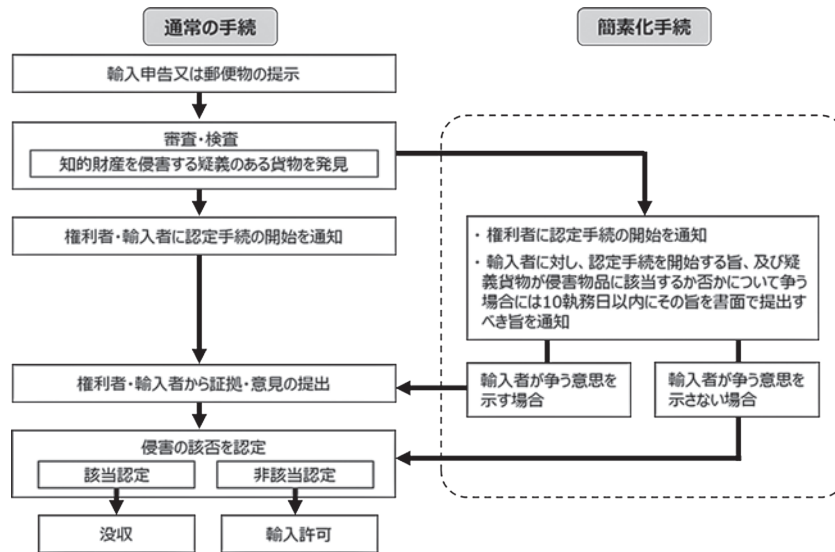 通常の手続
簡素化手続
輸入申告又は郵便物の提示
審査・検査
知的財産を侵害する疑義のある貨物を発見
権利者・輸入者に認定手続の開始を通知
・ 権利者に認定手続の開始を通知
・ 輸入者に対し、認定手続を開始する旨、及び疑
義貨物が侵害物品に該当するか否かについて争う
場合には10執務日以内にその旨を書面で提出す
べき旨を通知
権利者・輸入者から証拠・意見の提出
輸入者が争う意思を
示す場合
輸入者が争う意思を
示さない場合
侵害の該否を認定
該当認定
非該当認定
没収
輸入許可